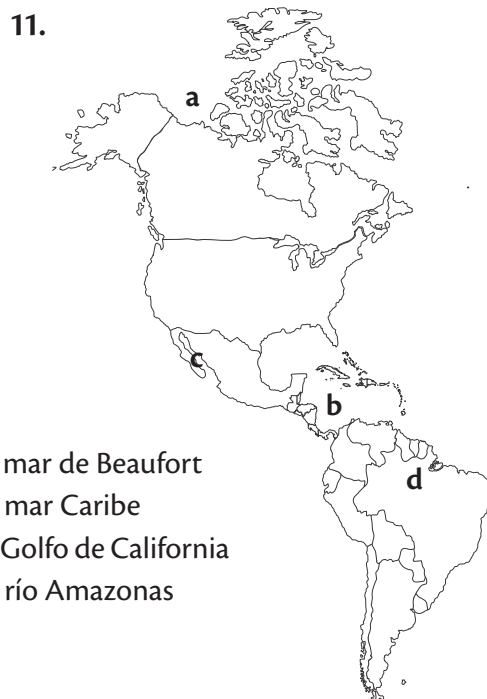 11.
a
c
b
d
mar de Beaufort
mar Caribe
Golfo de California
río Amazonas